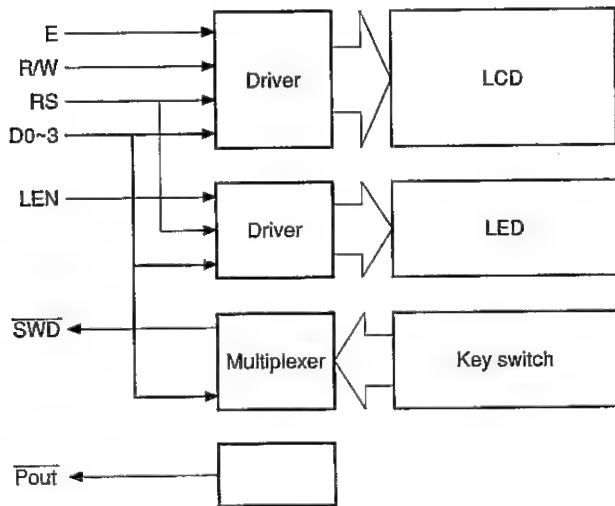 E
R/W
RS
D0~3
Driver
LCD
LEN
Driver
LED
SWD
Multiplexer
Key switch
Pout